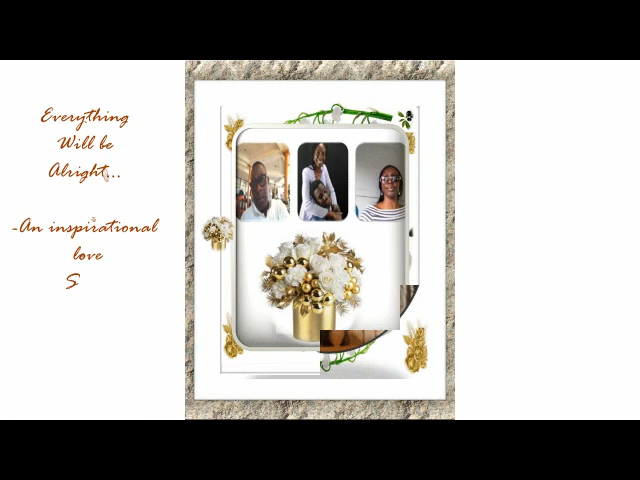 Everything
Will be
Alright...
-An inspirational
love
S